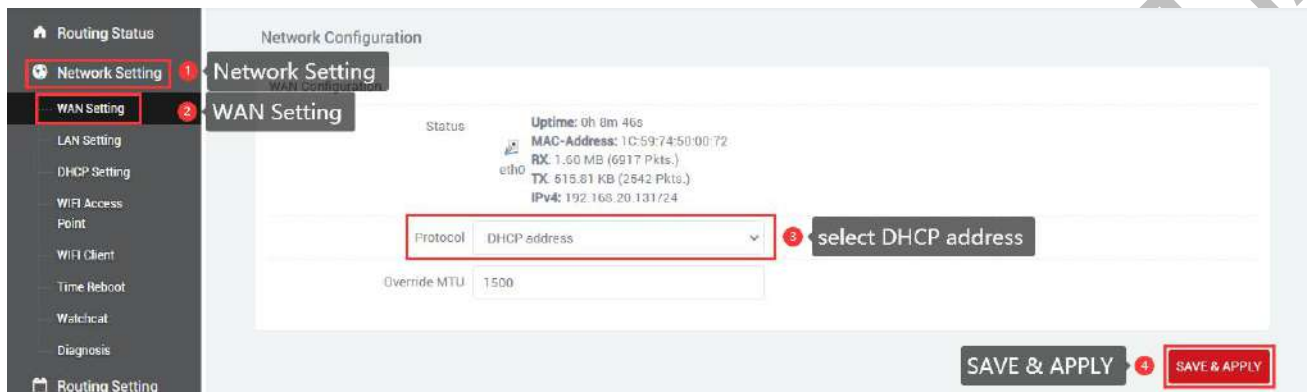 Routing Status
Network Setting
WAN Setting
LAN Setting
DHCP Setting
WIFI Access
Point
WIFI Client
Time Reboot
Watchcat
Diagnosis
Routing Setting
1
2
Network Configuration
Network Setting
WAN Configuration
WAN Setting
Status
eth0
Uptime: 0h 8m 46s
MAC-Address: 1C:59:74:50:00:72
RX: 1.60 MB (6917 Pkts.)
TX: 515.81 KB (2542 Pkts.)
IPv4: 192.168.20.131/24
Protocol DHCP address
3 select DHCP address
Override MTU 1500
SAVE & APPLY 4 SAVE & APPLY